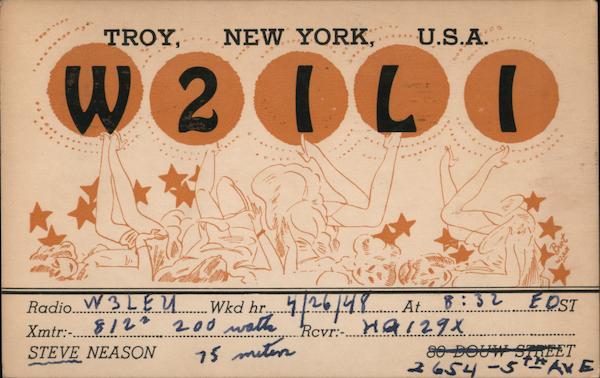 TROY, NEW YORK, U.S.A.
W 2 I L I
Radio W3LEU Wkd hr 4/26/48 At 8:32 EDST
Xmtr:- 812's 200 watts Rcvr:- HQ129X
STEVE NEASON 75 meters 80 DOUW STREET
2654-5TH AVE